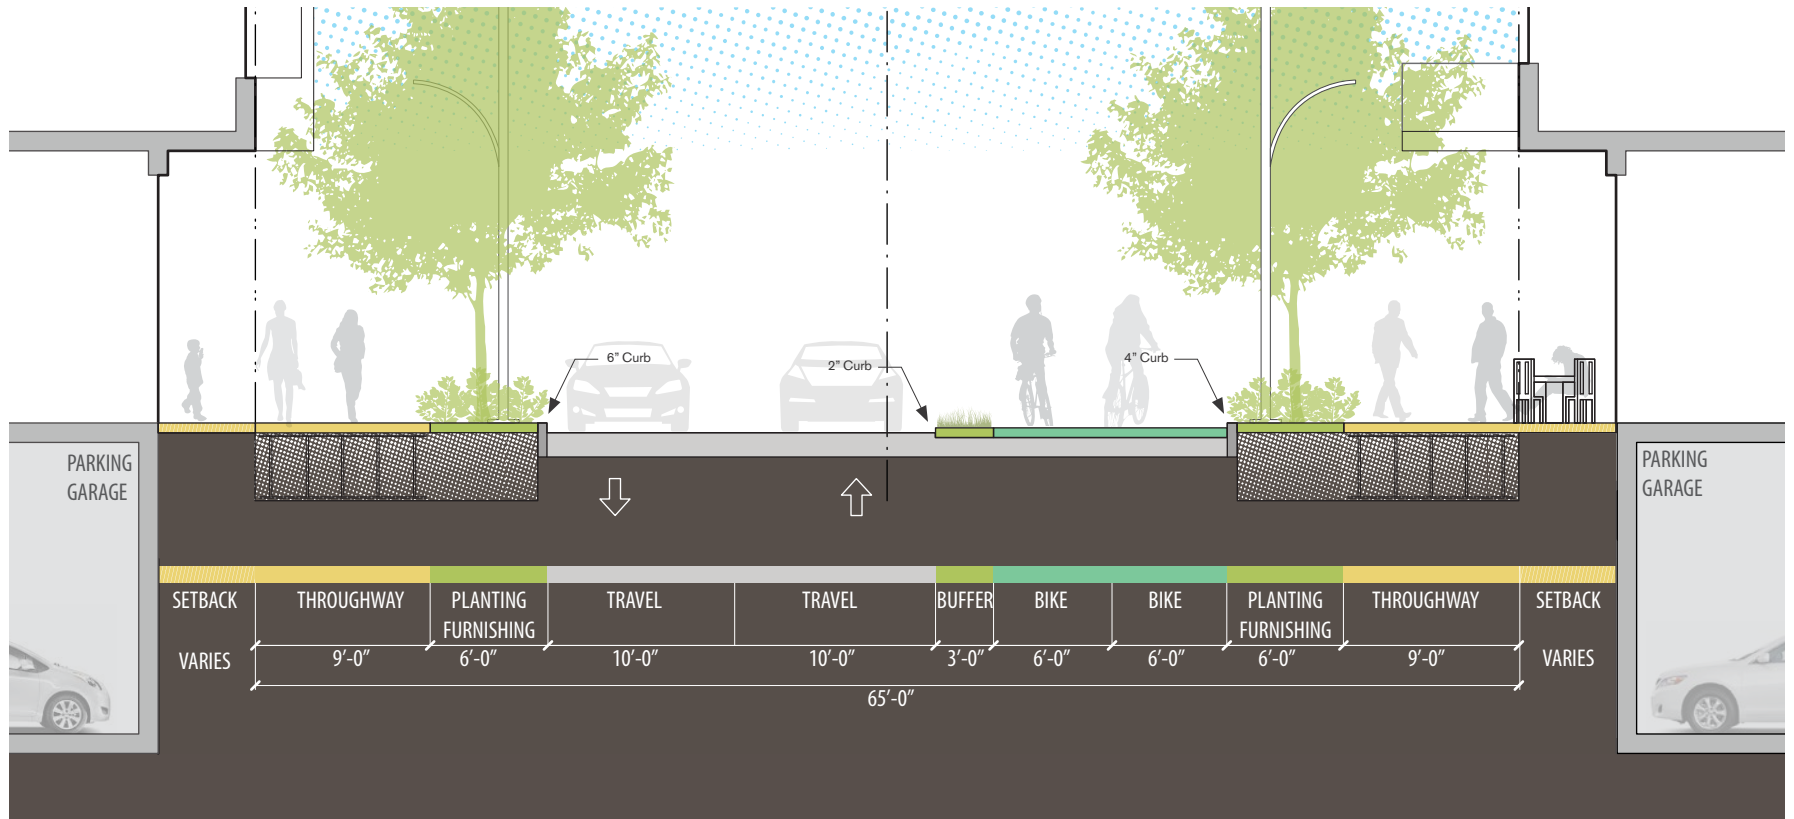 6” Curb
2” Curb
4” Curb
PARKING
GARAGE
PARKING
GARAGE
SETBACK THROUGHWAY PLANTING TRAVEL TRAVEL BUFFER BIKE BIKE PLANTING THROUGHWAY SETBACK
FURNISHING FURNISHING
VARIES 9’-0” 6’-0” 10’-0” 10’-0” 3’-0” 6’-0” 6’-0” 6’-0” 9’-0” VARIES
65’-0”